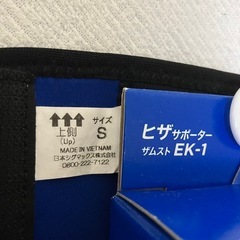 ↑↑↑
上側
(Up)
サイズ
S
MADE IN VIETNAM
日本シグマックス株式会社
0800-222-7122
ヒザサポーター
ザムスト EK-1